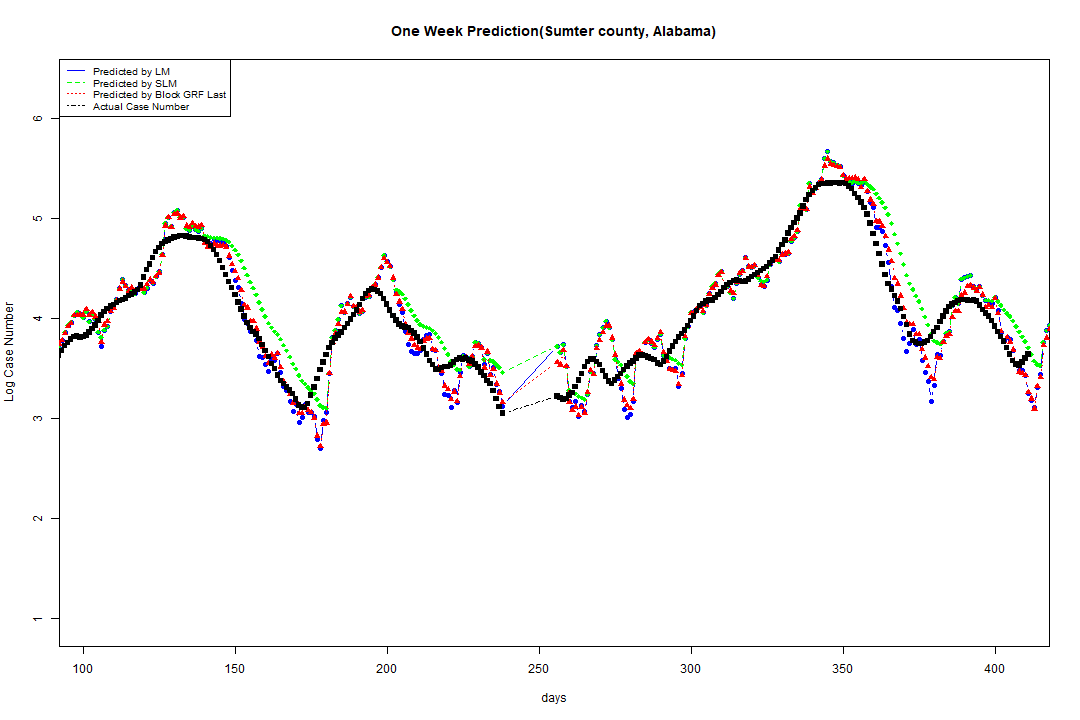 One Week Prediction(Sumter county, Alabama)
Predicted by LM
Predicted by SLM
Predicted by Block GRF Last
Actual Case Number
Log Case Number
6
5
4
3
2
1
100 150 200 250 300 350 400
days